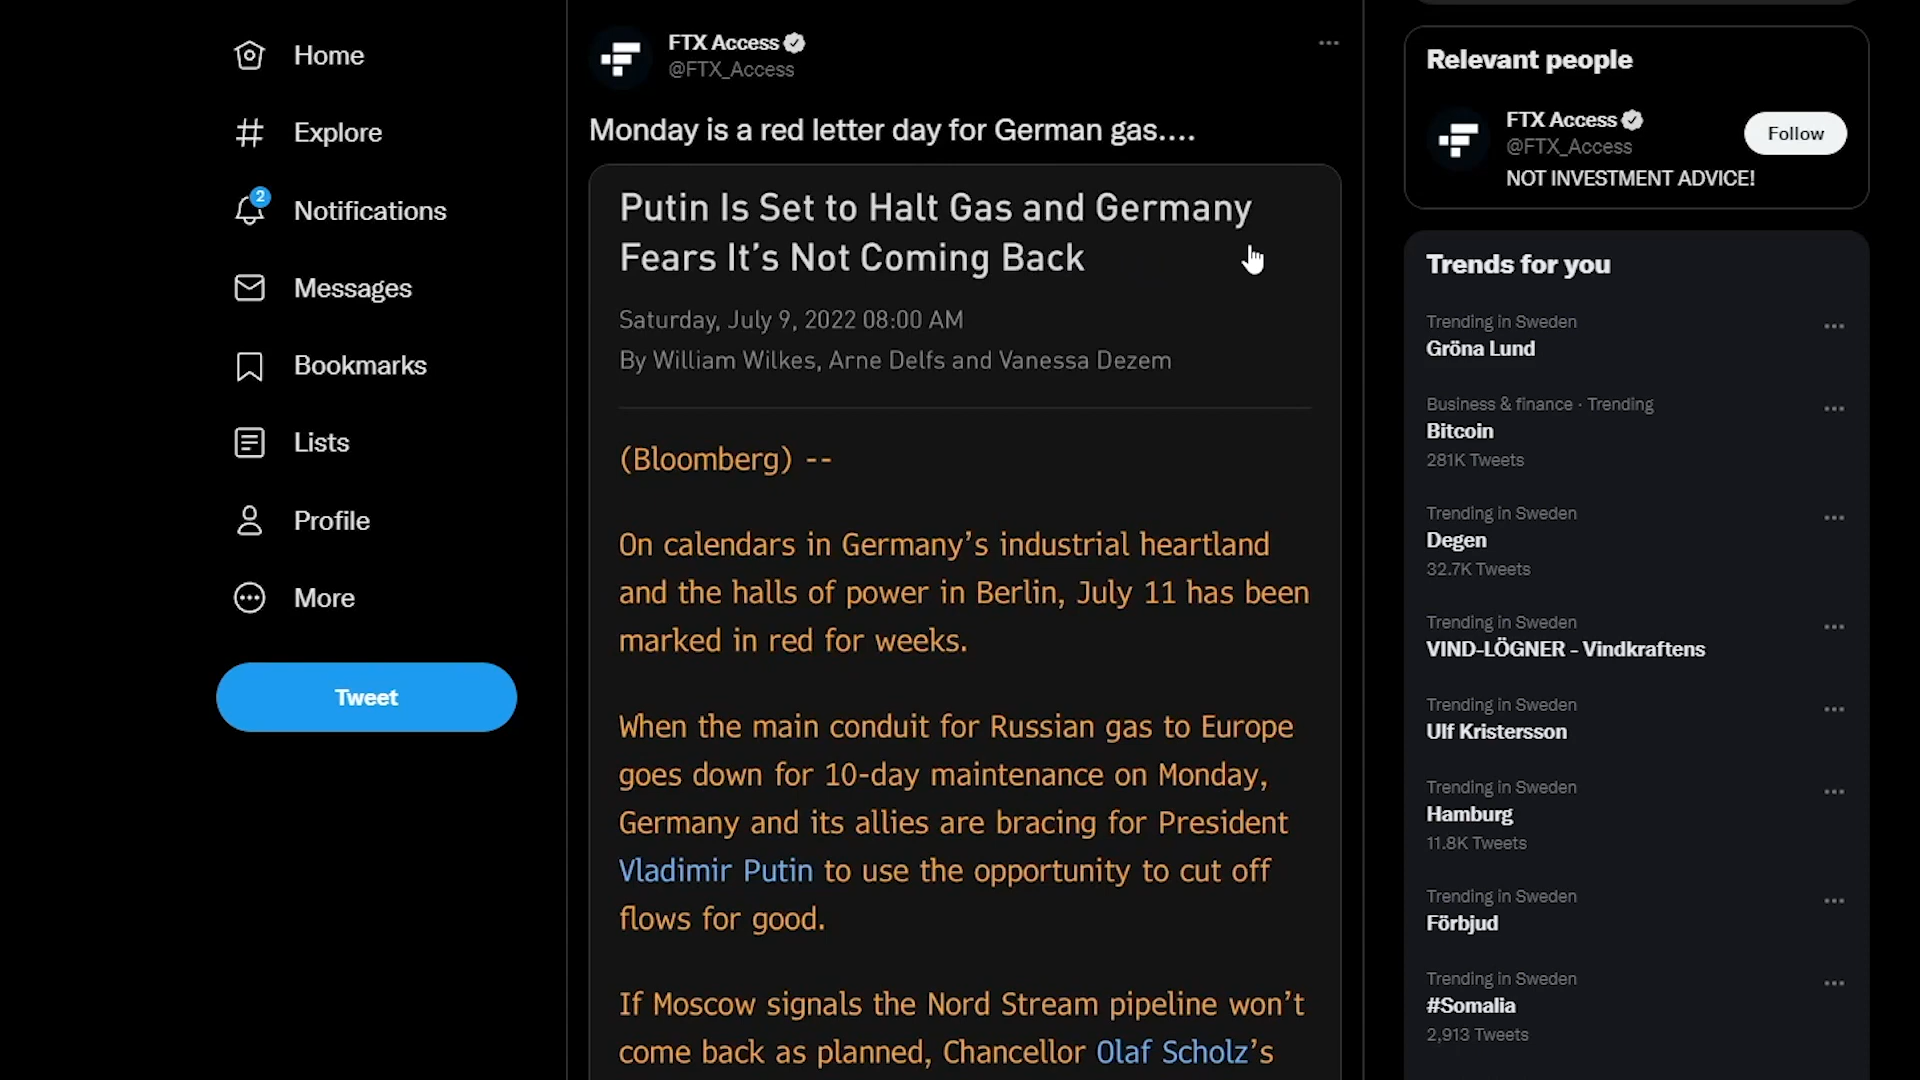 Home
Explore
2
Notifications
Messages
Bookmarks
Lists
Profile
More
Tweet
FTX Access
@FTX_Access
Monday is a red letter day for German gas....
Putin Is Set to Halt Gas and Germany
Fears It's Not Coming Back
Saturday, July 9, 2022 08:00 AM
By William Wilkes, Arne Delfs and Vanessa Dezem
(Bloomberg) --
On calendars in Germany's industrial heartland
and the halls of power in Berlin, July 11 has been
marked in red for weeks.
When the main conduit for Russian gas to Europe
goes down for 10-day maintenance on Monday,
Germany and its allies are bracing for President
Vladimir Putin to use the opportunity to cut off
flows for good.
If Moscow signals the Nord Stream pipeline won't
come back as planned, Chancellor Olaf Scholz's
Relevant people
FTX Access
@FTX_Access
Follow
NOT INVESTMENT ADVICE!
Trends for you
Trending in Sweden
Gröna Lund
Business & finance · Trending
Bitcoin
281K Tweets
Trending in Sweden
Degen
32.7K Tweets
Trending in Sweden
VIND-LÖGNER - Vindkraftens
Trending in Sweden
Ulf Kristersson
Trending in Sweden
Hamburg
11.8K Tweets
Trending in Sweden
Förbjud
Trending in Sweden
#Somalia
2,913 Tweets